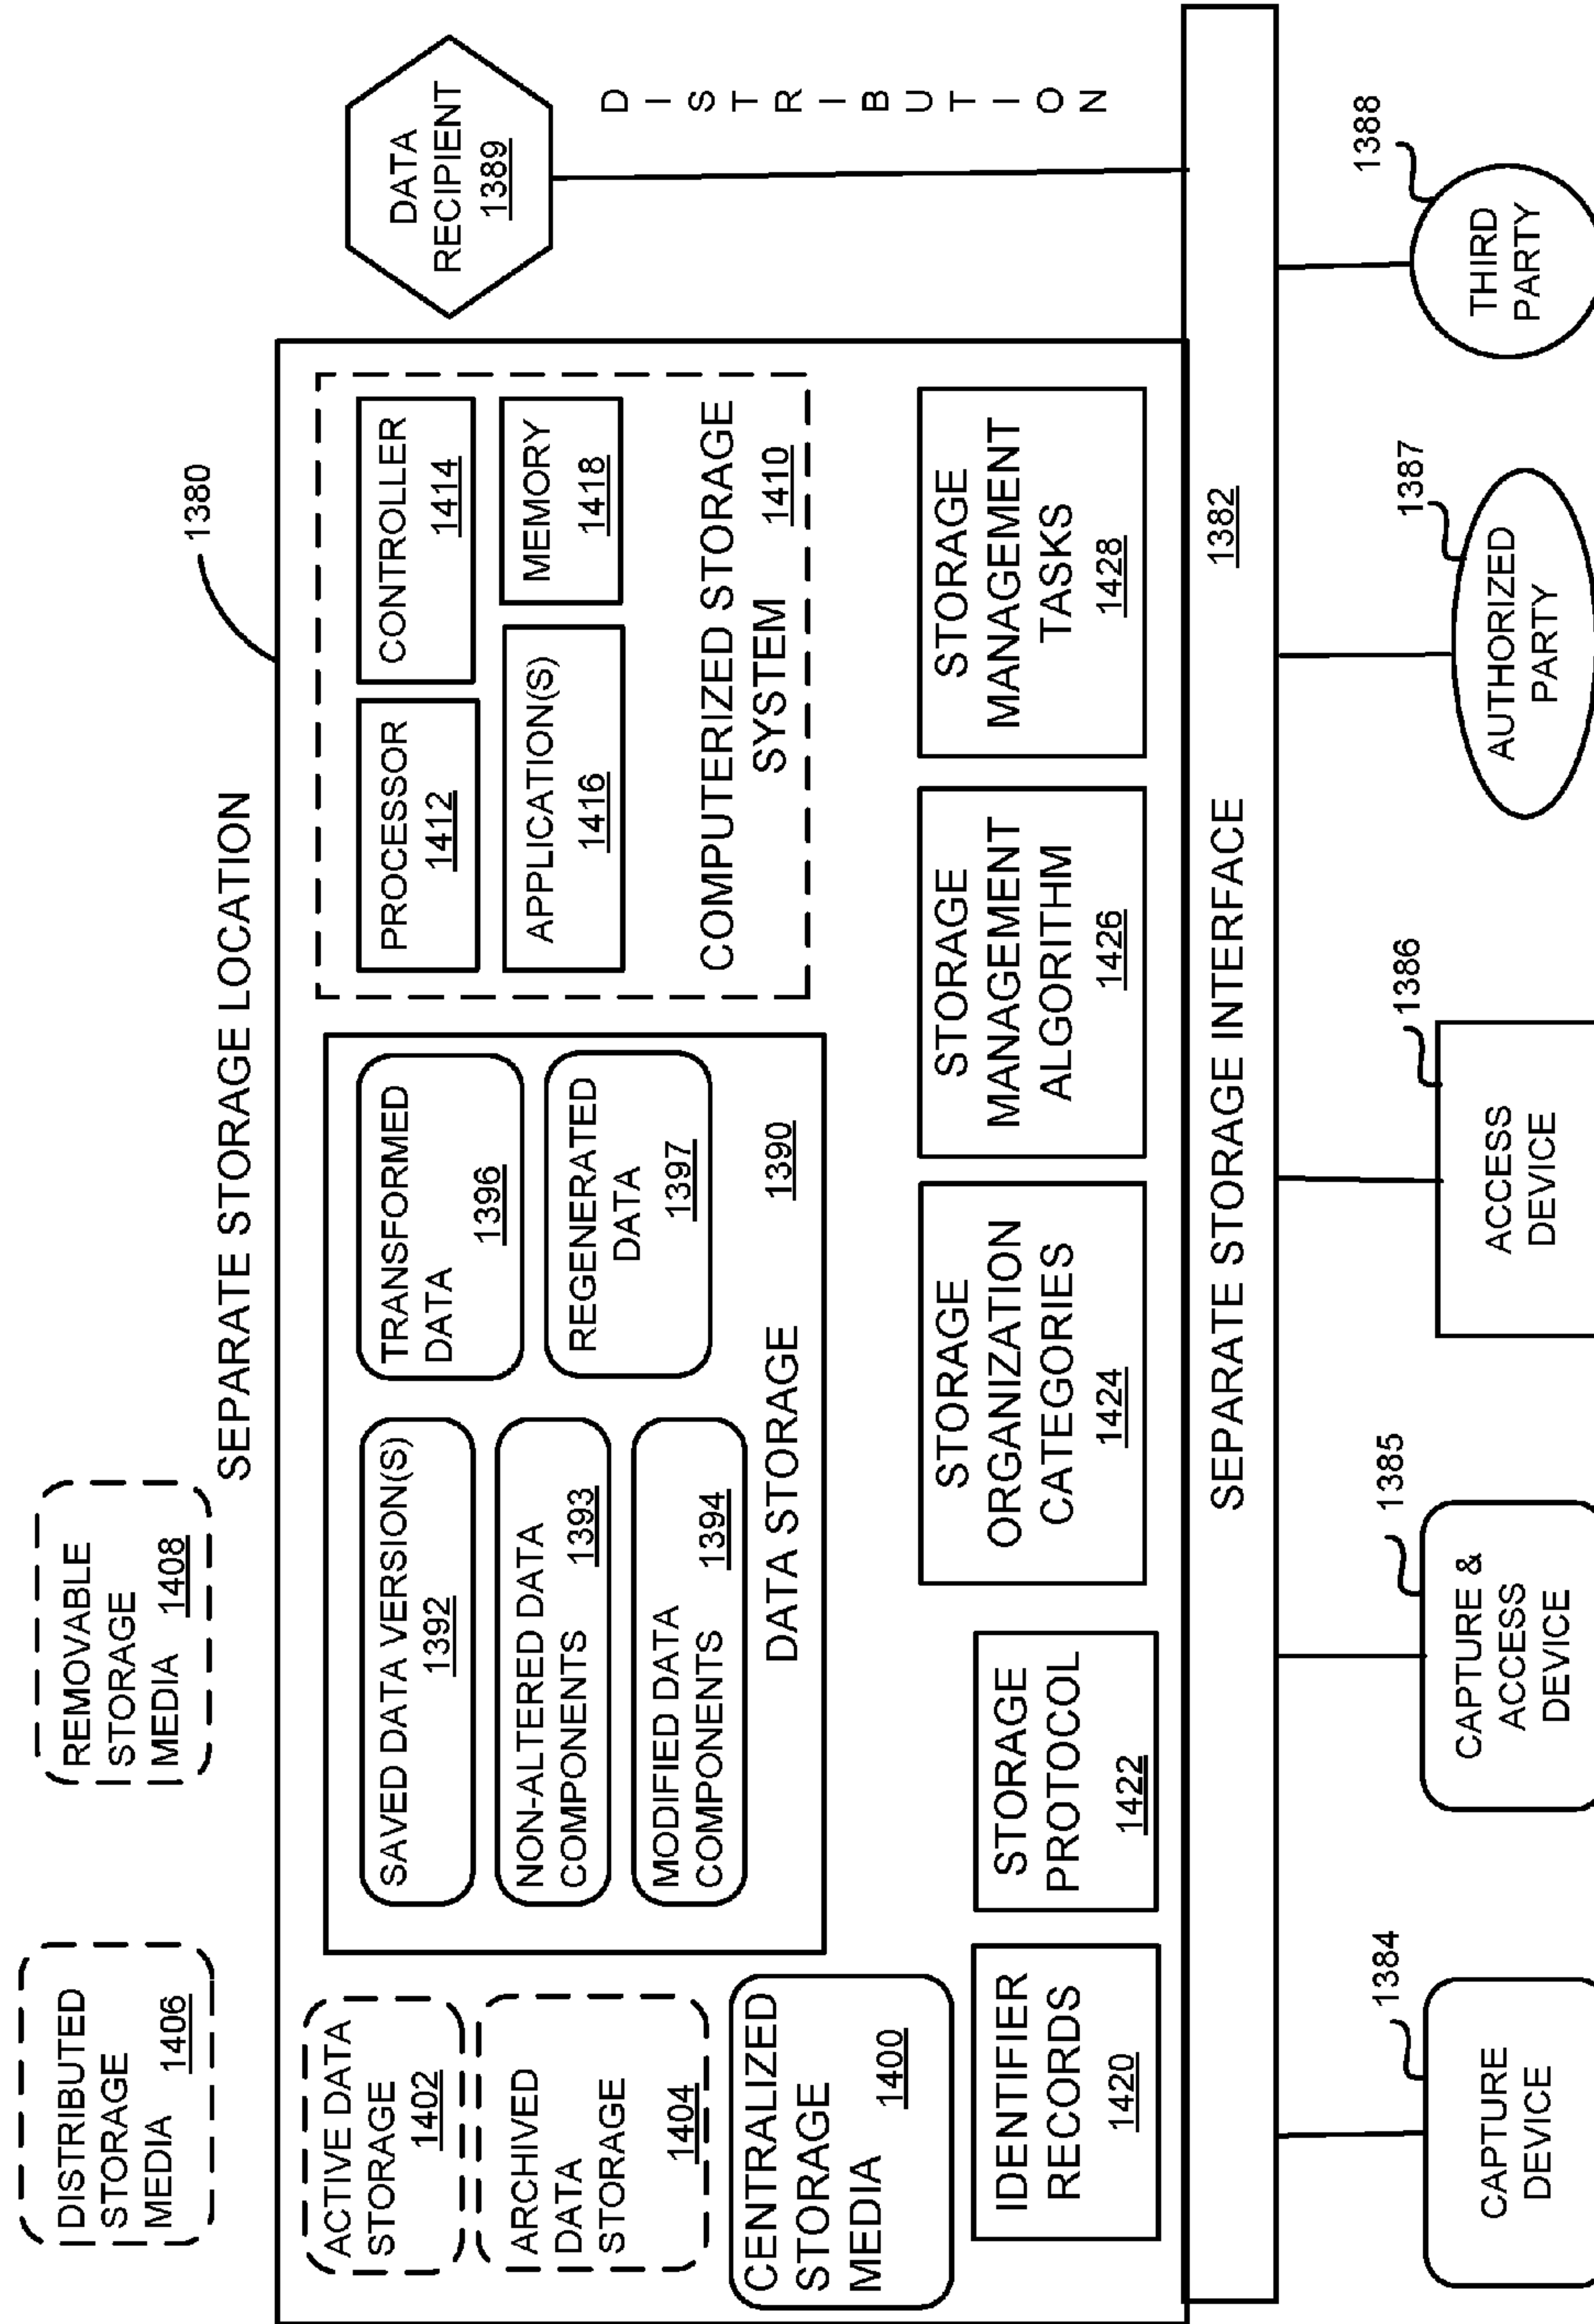 DISTRIBUTED
STORAGE
MEDIA 1406
REMOVABLE
STORAGE
MEDIA 1408
SEPARATE STORAGE LOCATION
1380
ACTIVE DATA
STORAGE
1402
ARCHIVED
DATA
STORAGE
1404
CENTRALIZED
STORAGE
MEDIA 1400
SAVED DATA VERSION(S)
1392
NON-ALTERED DATA
COMPONENTS 1393
MODIFIED DATA
COMPONENTS 1394
TRANSFORMED
DATA
1396
REGENERATED
DATA
1397
DATA STORAGE 1390
PROCESSOR
1412
CONTROLLER
1414
APPLICATION(S)
1416
MEMORY
1418
COMPUTERIZED STORAGE
SYSTEM 1410
DATA
RECIPIENT
1389
DISTRIBUTION
IDENTIFIER
RECORDS
1420
STORAGE
PROTOCOL
1422
STORAGE
ORGANIZATION
CATEGORIES
1424
STORAGE
MANAGEMENT
ALGORITHM
1426
STORAGE
MANAGEMENT
TASKS
1428
SEPARATE STORAGE INTERFACE 1382
1384
CAPTURE
DEVICE
1385
CAPTURE &
ACCESS
DEVICE
1386
ACCESS
DEVICE
1387
AUTHORIZED
PARTY
1388
THIRD
PARTY